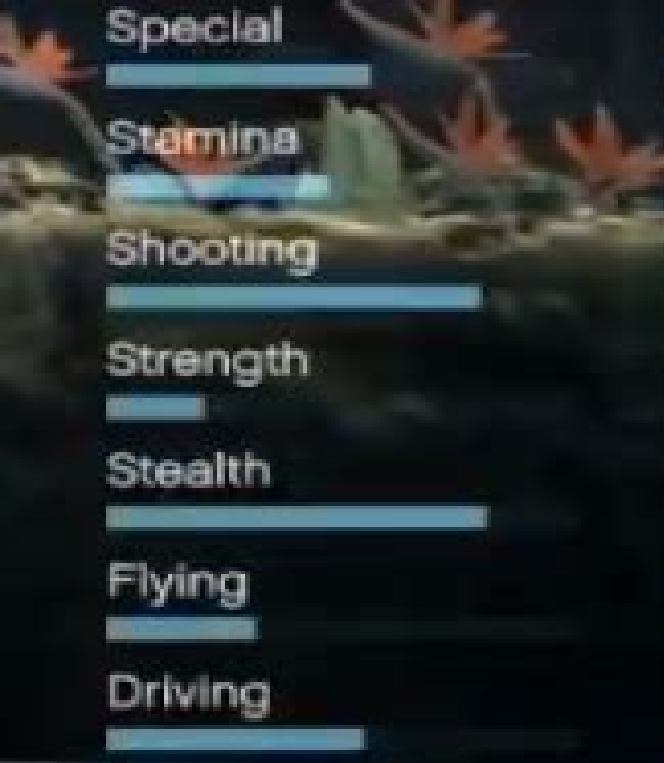 Special
Stamina
Shooting
Strength
Stealth
Flying
Driving